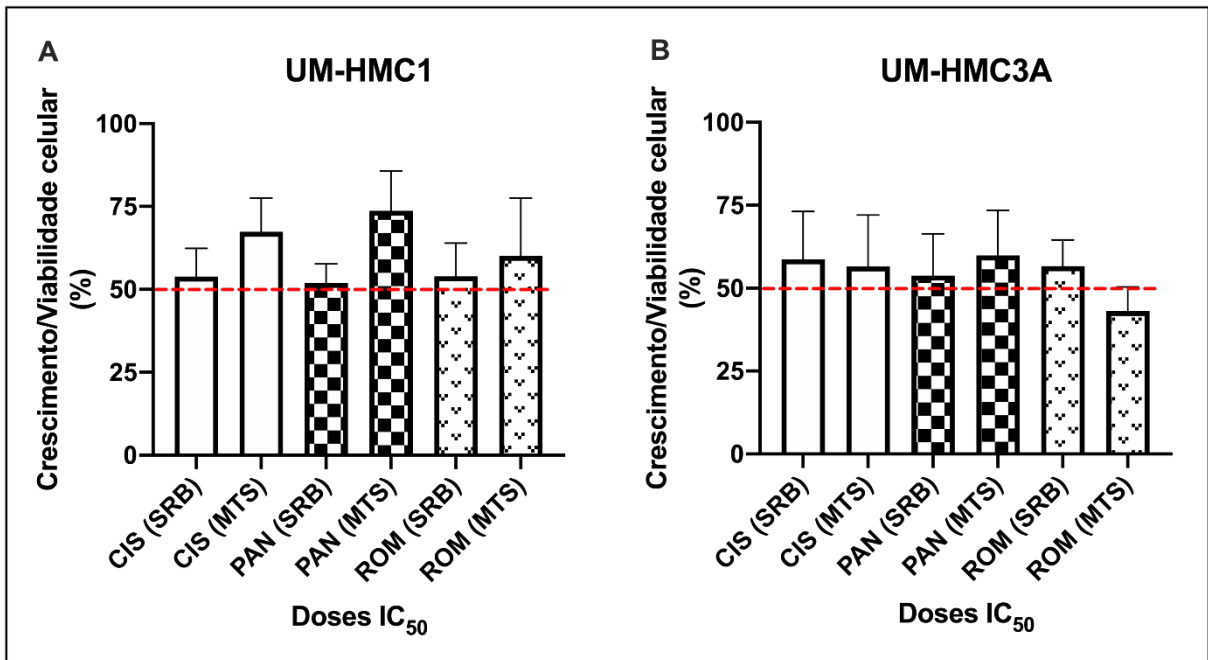 A
UM-HMC1
Crescimento/Viabilidade celular
(%)
100
75
50
25
0
CIS (SRB)
CIS (MTS)
PAN (SRB)
PAN (MTS)
ROM (SRB)
ROM (MTS)
Doses IC50
B
UM-HMC3A
Crescimento/Viabilidade celular
(%)
100
75
50
25
0
CIS (SRB)
CIS (MTS)
PAN (SRB)
PAN (MTS)
ROM (SRB)
ROM (MTS)
Doses IC50